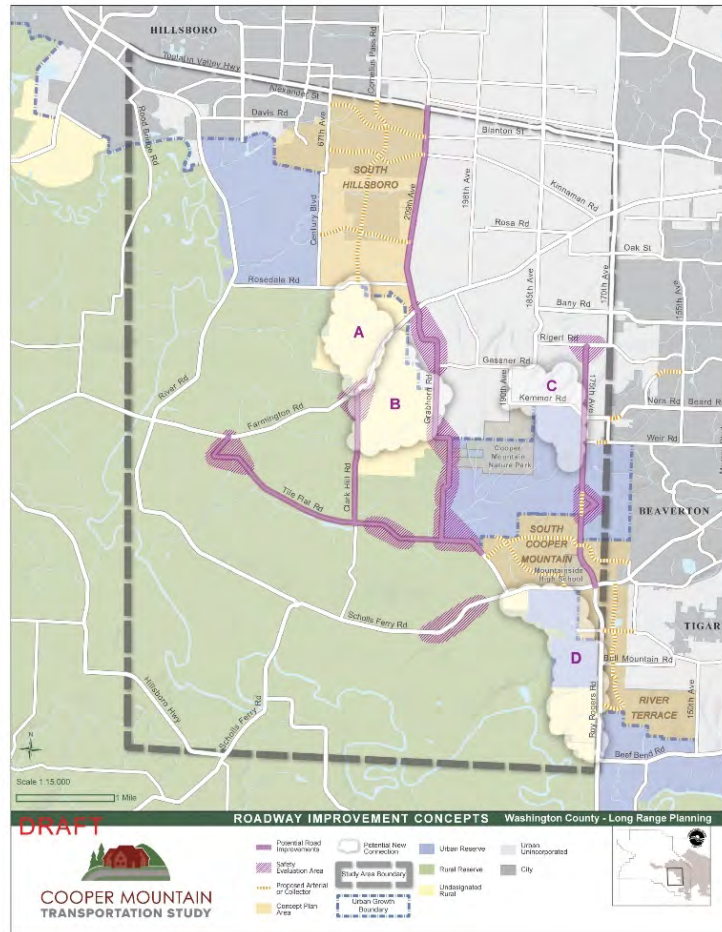 HILLSBORO
Tualatin Valley Hwy
Cornelius Pass Rd
Alexander St
Rood Bridge Rd
Davis Rd
67th Ave
Blanton St
SOUTH
HILLSBORO
209th Ave
198th Ave
Kinnaman Rd
Century Blvd
Rosa Rd
Oak St
185th Ave
170th Ave
155th Ave
Rosedale Rd
Bany Rd
A
Rigert Rd
Gassner Rd
C
River Rd
B
Grabhorn Rd
190th Ave
Kemmer Rd
175th Ave
Nora Rd
Beard Rd
Farmington Rd
Weir Rd
Cooper
Mountain
Nature Park
Clark Hill Rd
Tile Flat Rd
BEAVERTON
SOUTH
COOPER
MOUNTAIN
Mountainside
High School
Scholls Ferry Rd
TIGAR
D
Bull Mountain Rd
150th Ave
Hillsboro Hwy
Scholls Ferry Rd
Roy Rogers Rd
RIVER
TERRACE
Beef Bend Rd
N
Scale 1:15,000
1 Mile
DRAFT
ROADWAY IMPROVEMENT CONCEPTS Washington County - Long Range Planning
COOPER MOUNTAIN
TRANSPORTATION STUDY
Potential Road
Improvements
Safety
Evaluation Area
Proposed Arterial
or Collector
Concept Plan
Area
Potential New
Connection
Study Area Boundary
Urban Growth
Boundary
Urban Reserve
Rural Reserve
Undesignated
Rural
Urban
Unincorporated
City